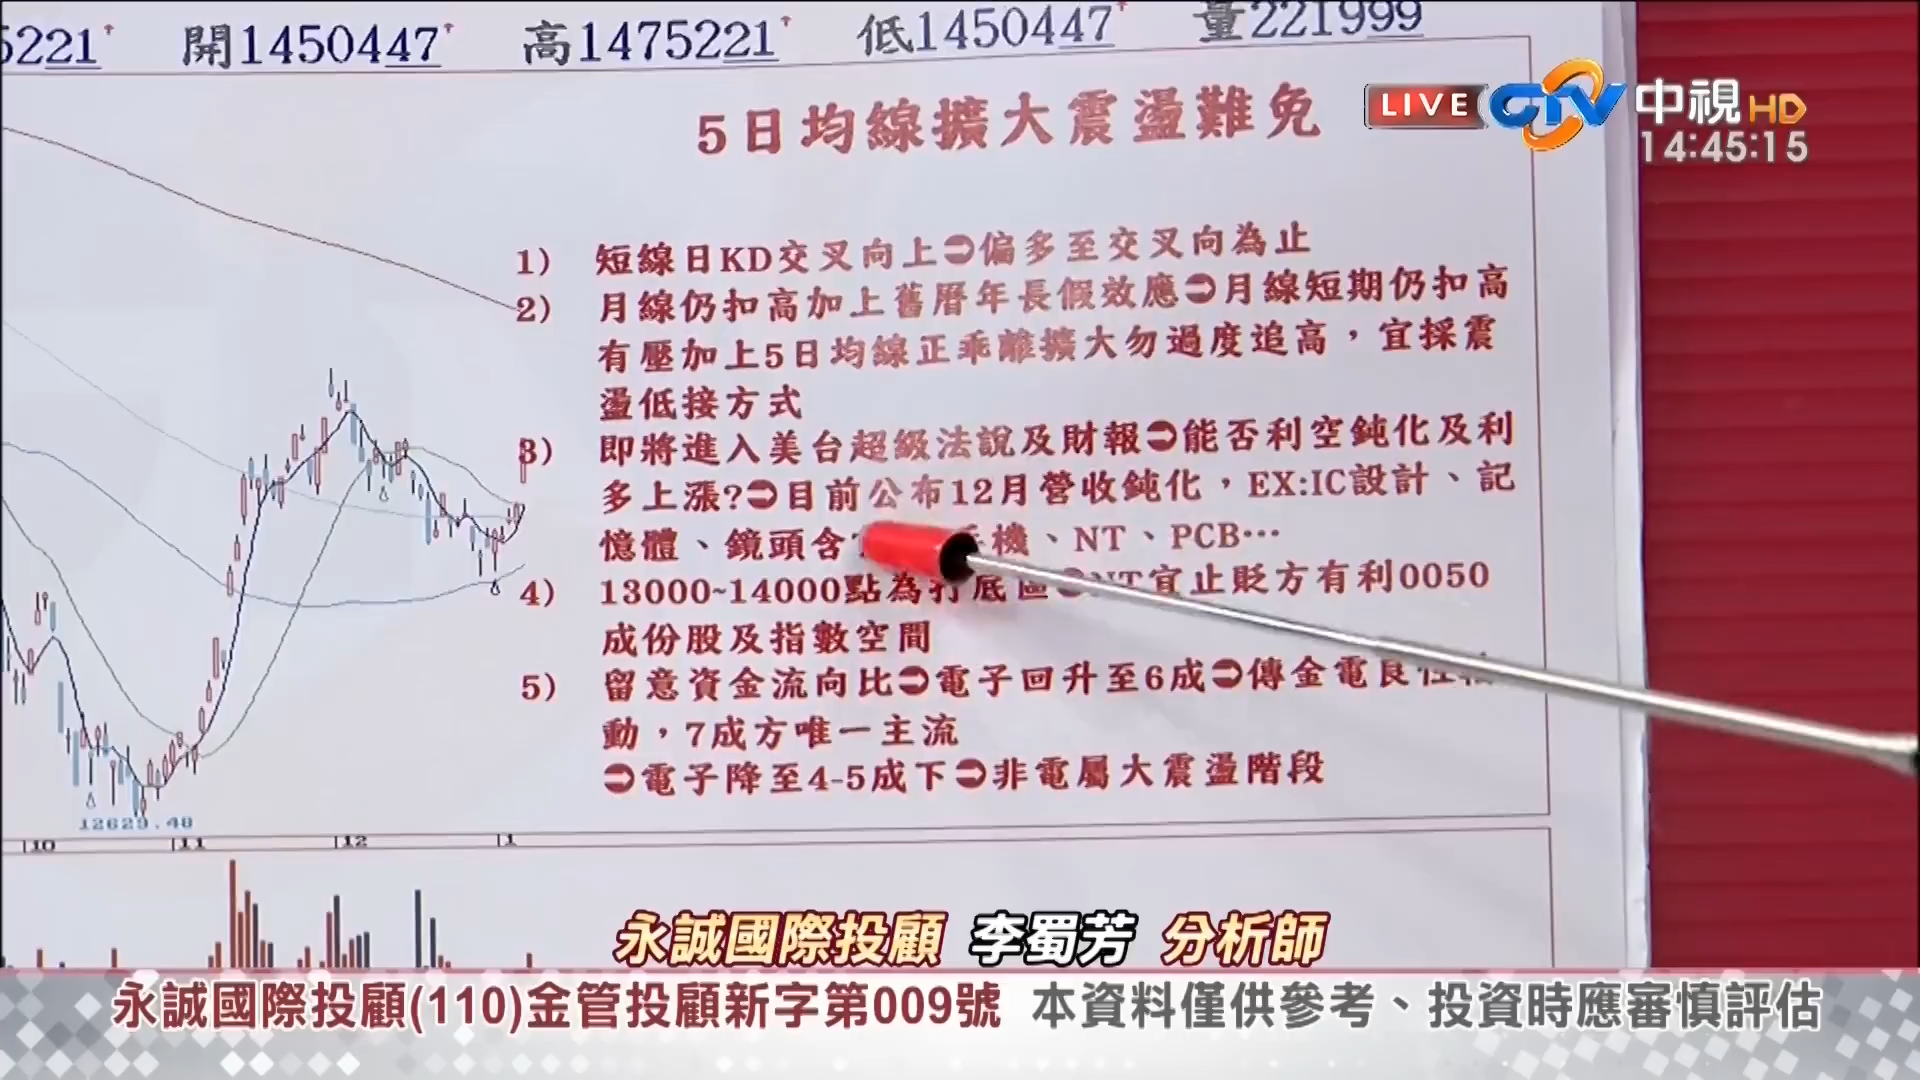 5221 開1450447 高1475221 低1450447 量221999
5日均線擴大震盪難免
LIVE CTV 中視HD
14:45:15
1) 短線日KD交叉向上➲偏多至交叉向為止
2) 月線仍扣高加上舊曆年長假效應➲月線短期仍扣高
有壓加上5日均線正乖離擴大勿過度追高，宜採震
盪低接方式
3) 即將進入美台超級法說及財報➲能否利空鈍化及利
多上漲?➲目前公布12月營收鈍化，EX:IC設計、記
憶體、鏡頭含 手機、NT、PCB…
4) 13000~14000點為打底區➲NT宜止貶方有利0050
成份股及指數空間
5) 留意資金流向比➲電子回升至6成➲傳金電良性輪
動，7成方唯一主流
➲電子降至4-5成下➲非電屬大震盪階段
12629.48
10 11 12 1
永誠國際投顧 李蜀芳 分析師
永誠國際投顧(110)金管投顧新字第009號 本資料僅供參考、投資時應審慎評估